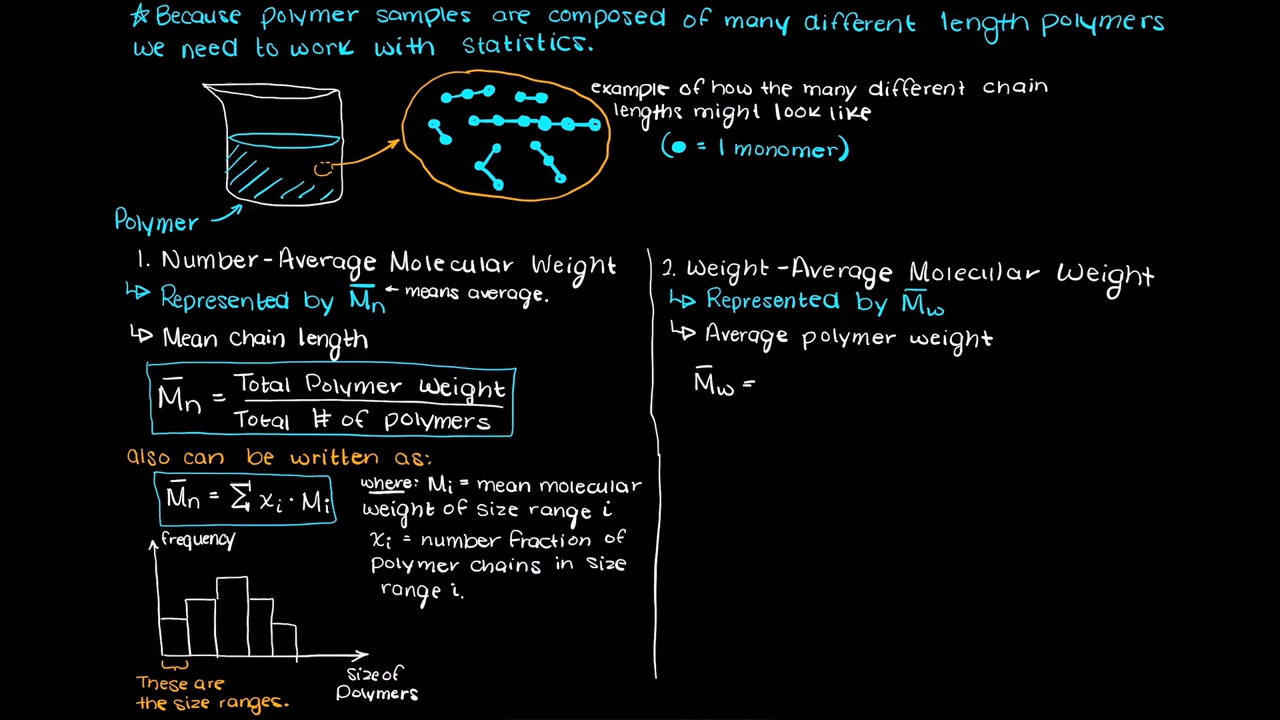 ☆Because polymer samples are composed of many different length polymers
we need to work with statistics.
example of how the many different chain
lengths might look like
(● = 1 monomer)
Polymer
1. Number-Average Molecular Weight
↳ Represented by M̅n ← means average.
↳ Mean chain length
M̅n = Total Polymer Weight / Total # of polymers
also can be written as:
M̅n = Σ xi · Mi
where: Mi = mean molecular
weight of size range i
xi = number fraction of
polymer chains in size
range i.
frequency
size of
Polymers
These are
the size ranges.
2. Weight-Average Molecular Weight
↳ Represented by M̅w
↳ Average polymer weight
M̅w =